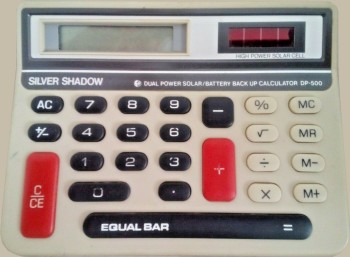 HIGH POWER SOLAR CELL
SILVER SHADOW
DUAL POWER SOLAR/BATTERY BACK UP CALCULATOR DP-500
AC 7 8 9 − % MC
+/− 4 5 6 √ MR
C/CE 1 2 3 + ÷ M−
0 · × M+
EQUAL BAR =